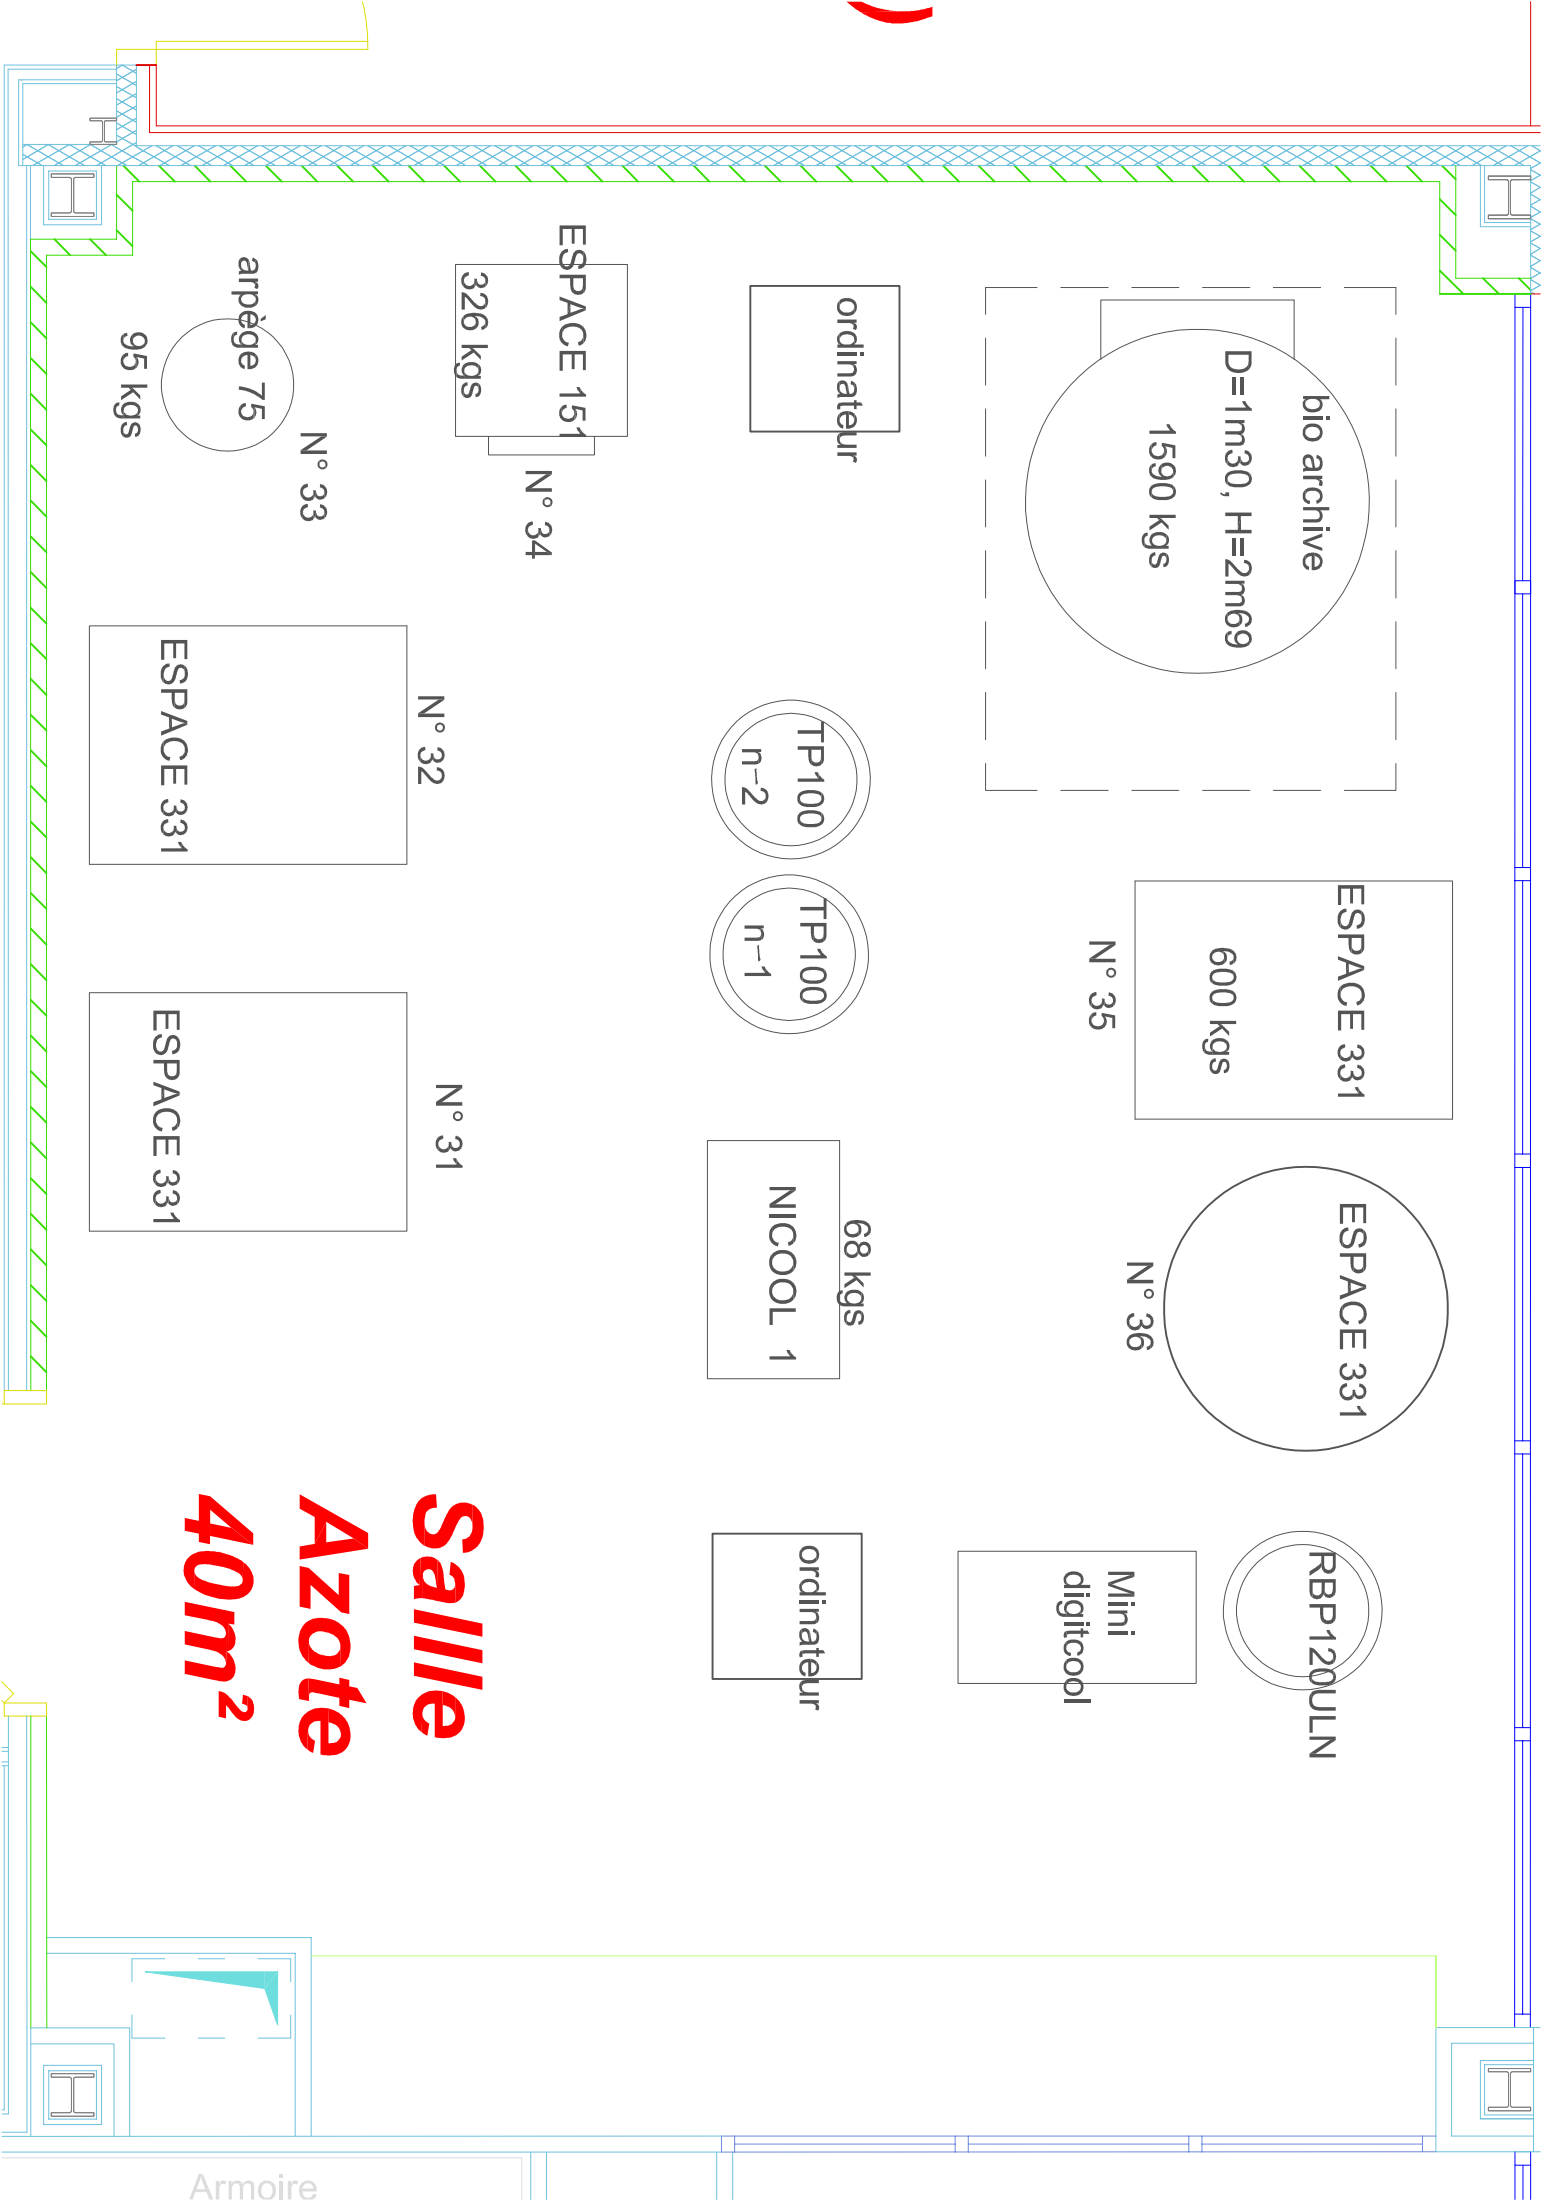 bio archive
D=1m30, H=2m69
1590 kgs
ordinateur
ESPACE 151
326 kgs
N° 34
arpège 75
95 kgs
N° 33
ESPACE 331
N° 32
TP100
n-2
TP100
n-1
ESPACE 331
600 kgs
N° 35
ESPACE 331
N° 31
68 kgs
NICOOL 1
ESPACE 331
N° 36
RBP120ULN
Mini
digitcool
ordinateur
Sallle
Azote
40m²
Armoire